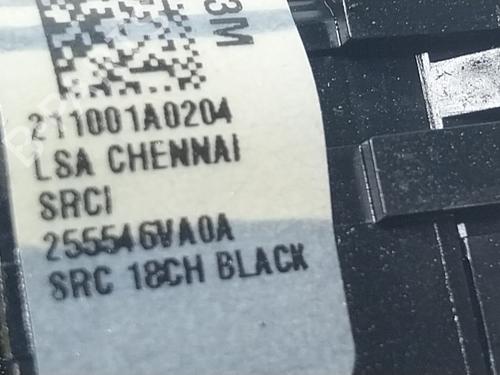 3M
211001A0204
LSA CHENNAI
SRCI
255546VA0A
SRC 18CH BLACK